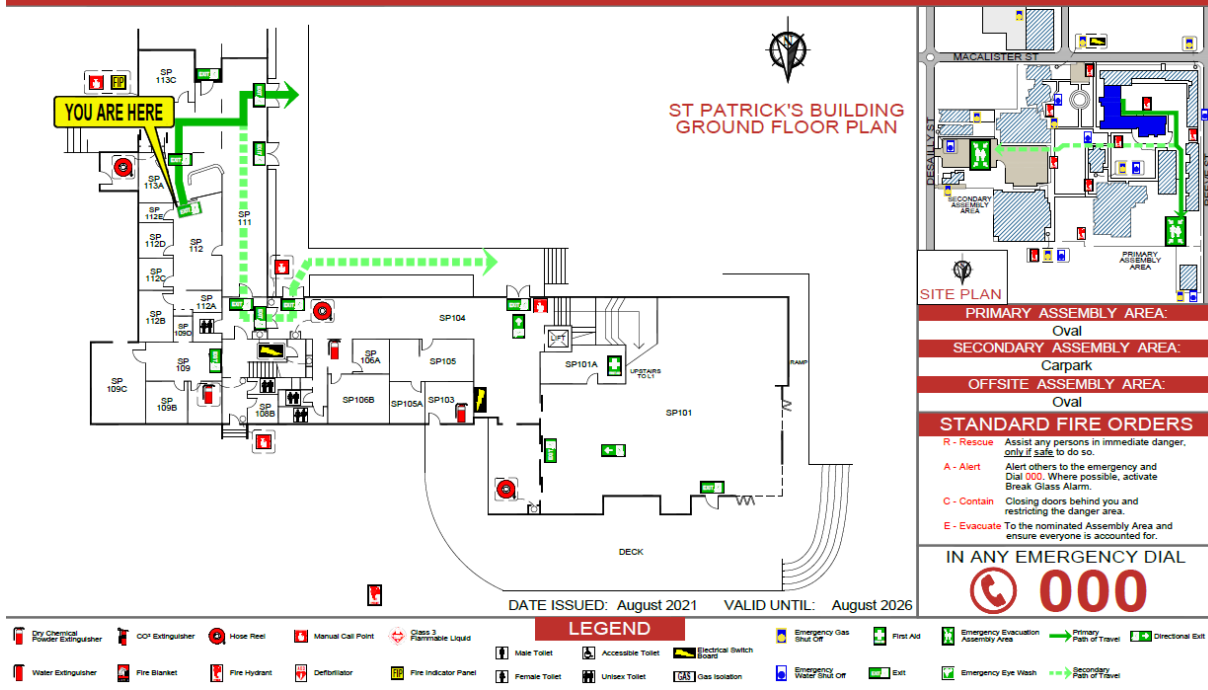 SP
113C
EXIT
FIP
YOU ARE HERE
N
ST PATRICK'S BUILDING
GROUND FLOOR PLAN
SP
113A
SP
112E
SP
112D
SP
112
SP
111
SP
112C
SP
112B
SP
112A
SP
109D
SP
109
SP
109C
SP
109B
SP
108B
SP104
SP
106A
SP105
SP106B
SP105A
SP103
LIFT
SP101A
UPSTAIRS
TO L1
RAMP
SP101
DECK
DATE ISSUED: August 2021
VALID UNTIL: August 2026
MACALISTER ST
DESAILLY ST
REEVE ST
SECONDARY
ASSEMBLY
AREA
PRIMARY
ASSEMBLY
AREA
SITE PLAN
PRIMARY ASSEMBLY AREA:
Oval
SECONDARY ASSEMBLY AREA:
Carpark
OFFSITE ASSEMBLY AREA:
Oval
STANDARD FIRE ORDERS
R - Rescue Assist any persons in immediate danger,
only if safe to do so.
A - Alert Alert others to the emergency and
Dial 000. Where possible, activate
Break Glass Alarm.
C - Contain Closing doors behind you and
restricting the danger area.
E - Evacuate To the nominated Assembly Area and
ensure everyone is accounted for.
IN ANY EMERGENCY DIAL
000
LEGEND
Dry Chemical
Powder Extinguisher
CO² Extinguisher
Hose Reel
Manual Call Point
Class 3
Flammable Liquid
Water Extinguisher
Fire Blanket
Fire Hydrant
Defibrillator
FIP
Fire Indicator Panel
Male Toilet
Accessible Toilet
Electrical Switch
Board
Female Toilet
Unisex Toilet
GAS
Gas Isolation
Emergency Gas
Shut Off
First Aid
Emergency Evacuation
Assembly Area
Primary
Path of Travel
Directional Exit
Emergency
Water Shut Off
EXIT
Exit
Emergency Eye Wash
Secondary
Path of Travel